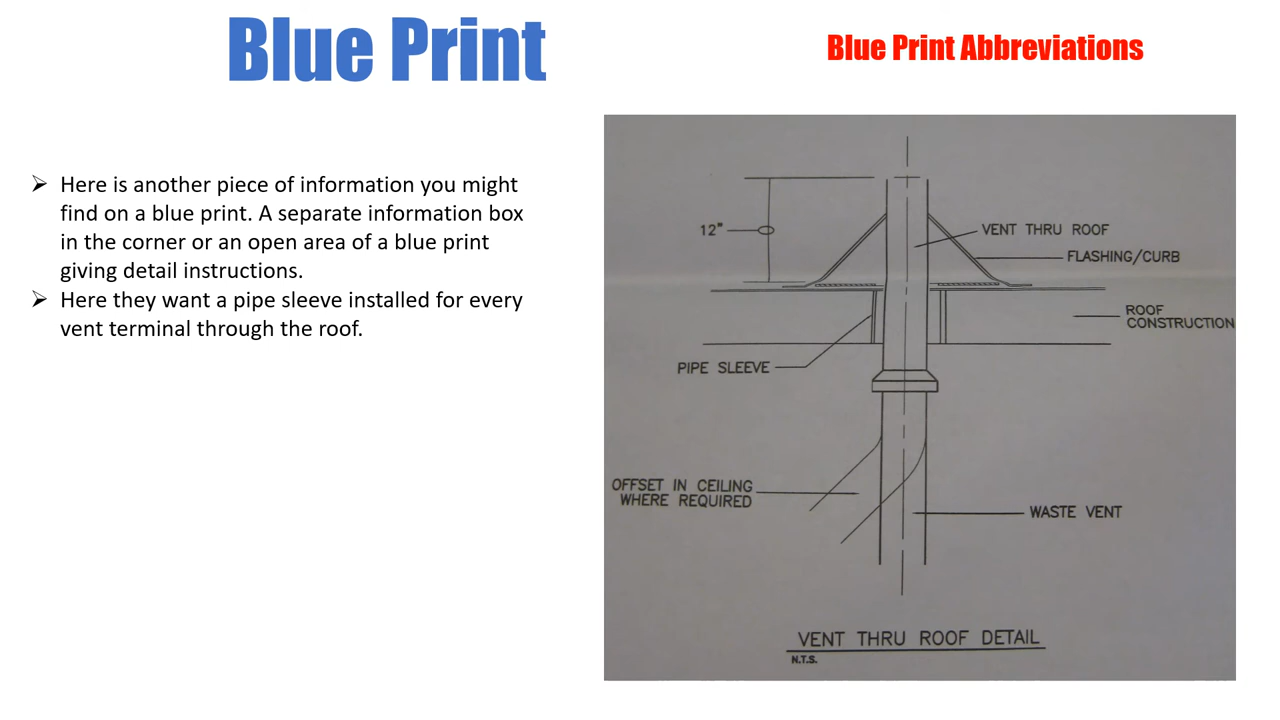 Blue Print
Blue Print Abbreviations
Here is another piece of information you might
find on a blue print. A separate information box
in the corner or an open area of a blue print
giving detail instructions.
Here they want a pipe sleeve installed for every
vent terminal through the roof.
12"
VENT THRU ROOF
FLASHING/CURB
ROOF
CONSTRUCTION
PIPE SLEEVE
OFFSET IN CEILING
WHERE REQUIRED
WASTE VENT
VENT THRU ROOF DETAIL
N.T.S.